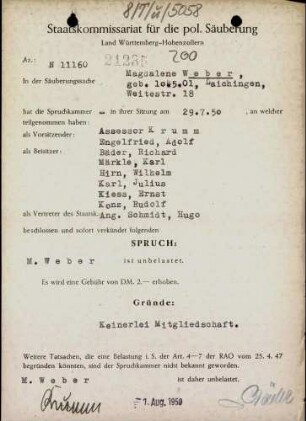 8/T/ü/5058
Staatskommissariat für die pol. Säuberung
Land Württemberg-Hohenzollern
200
Az.: N 11160 21235
In der Säuberungssache Magdalene Weber,
geb. 10.5.01, Laichingen,
Weitestr. 18
hat die Spruchkammer — in ihrer Sitzung am 29.7.50, an welcher
teilgenommen haben:
als Vorsitzender: Assessor Krumm
als Beisitzer: Engelfried, Adolf
Bäder, Richard
Märkle, Karl
Hirn, Wilhelm
Karl, Julius
Kiess, Ernst
Konz, Rudolf
als Vertreter des Staatsk. Ang. Schmidt, Hugo
beschlossen und sofort verkündet folgenden
SPRUCH:
M. Weber ist unbelastet.
Es wird eine Gebühr von DM. 2.— erhoben.
Gründe:
Keinerlei Mitgliedschaft.
Weitere Tatsachen, die eine Belastung i. S. der Art. 4—7 der RAO vom 25. 4. 47
begründen können, sind der Spruchkammer nicht bekannt geworden.
M. Weber ist daher unbelastet.
Krumm
1. Aug. 1950